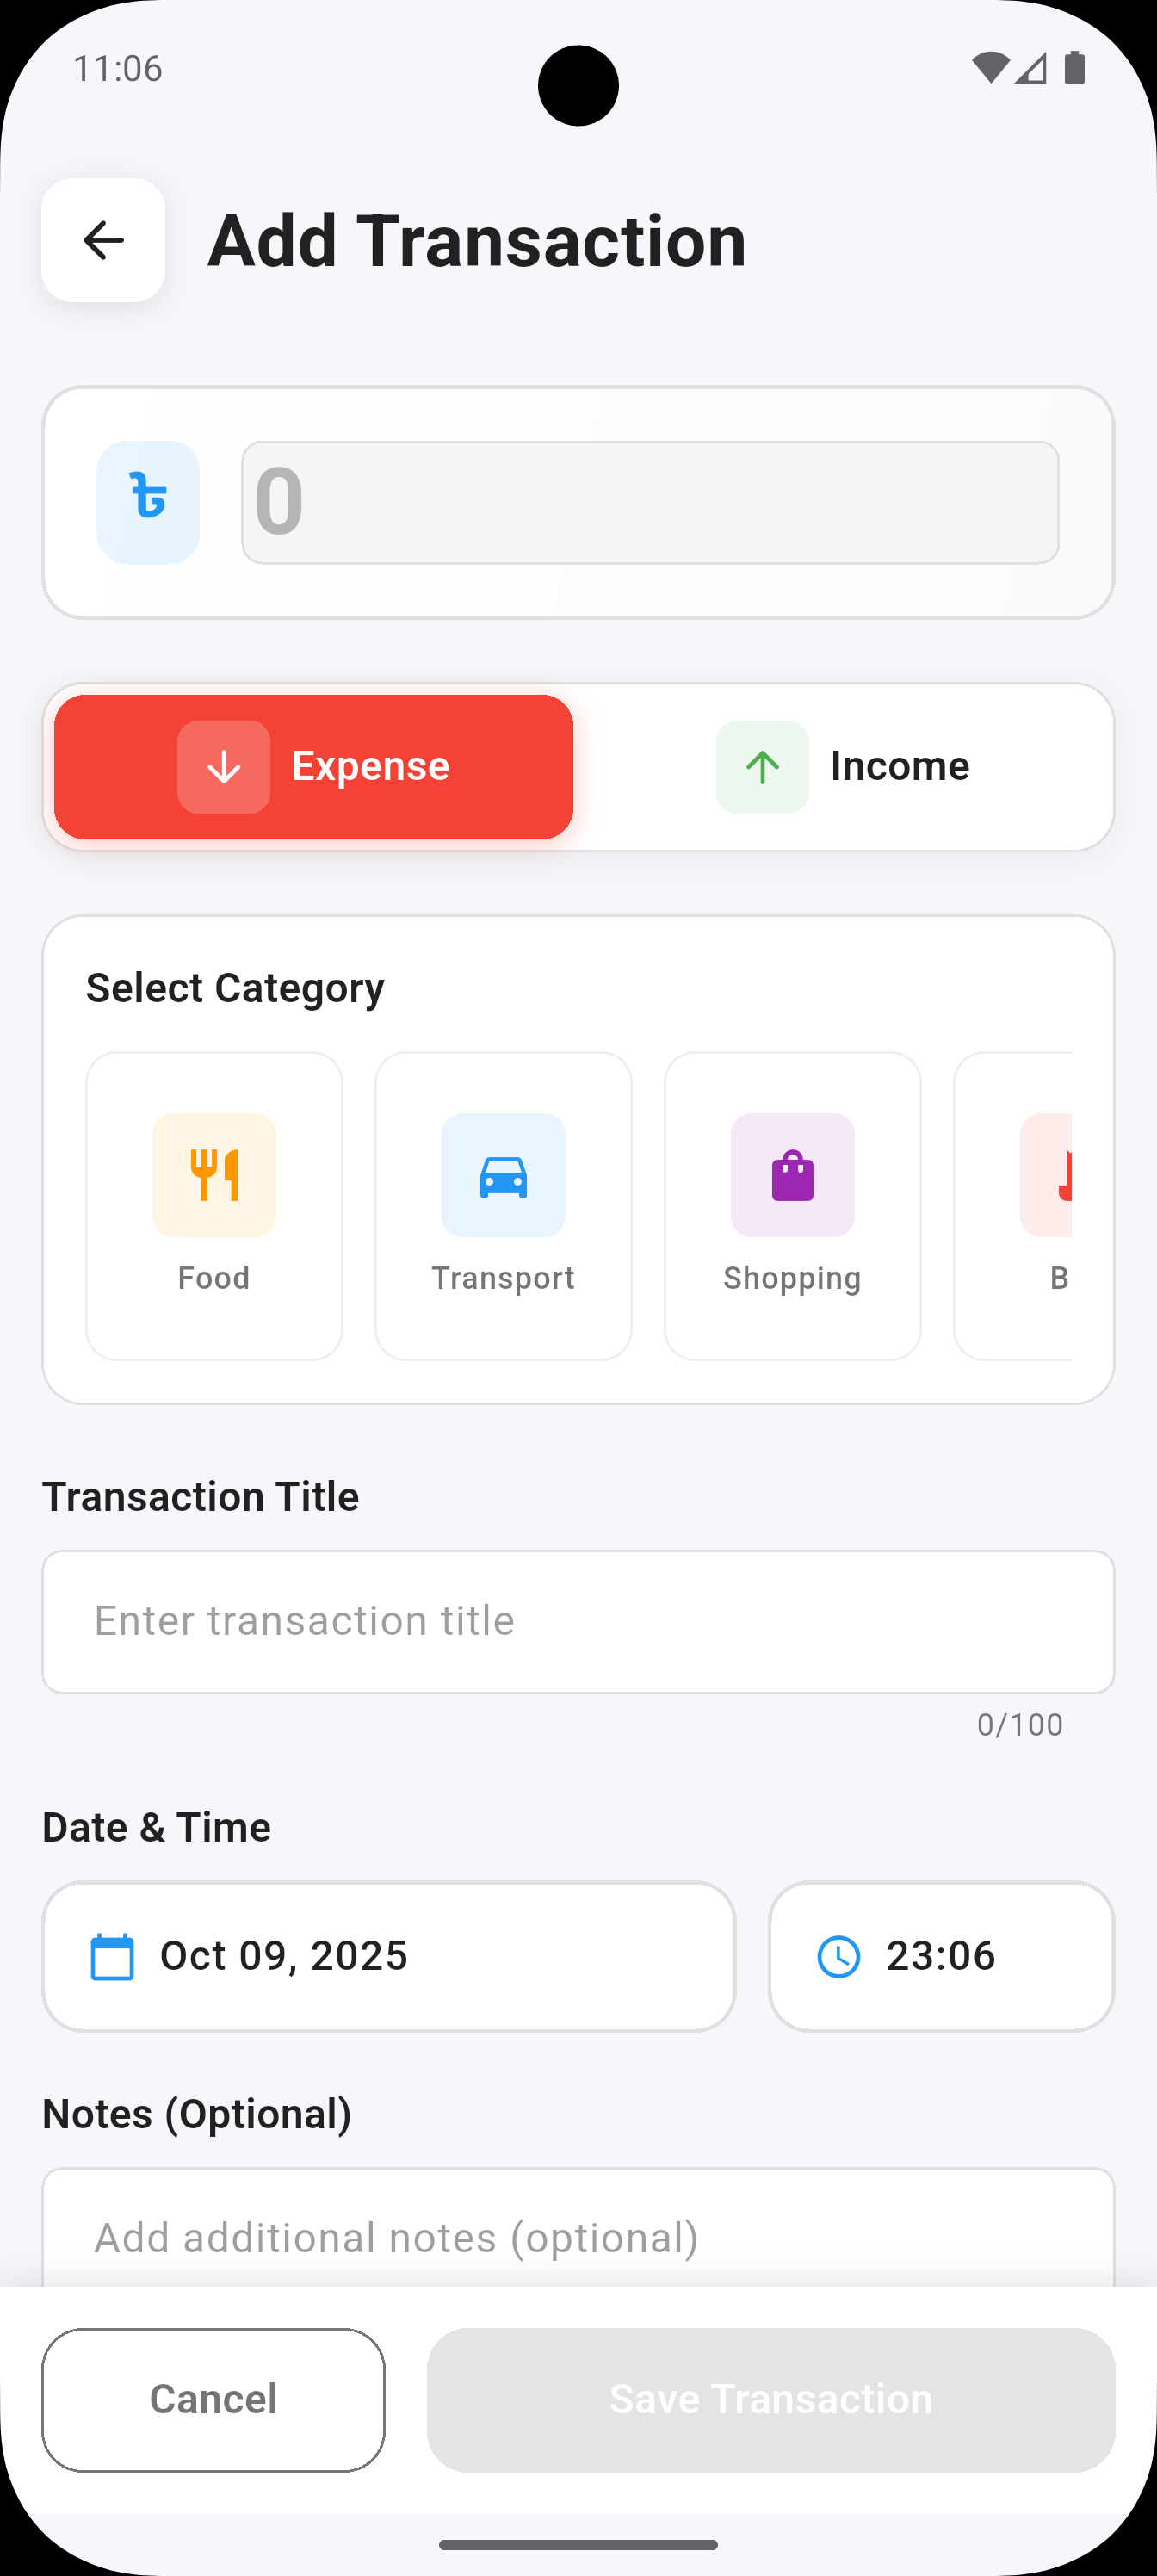 11:06
Add Transaction
৳
0
Expense
Income
Select Category
Food
Transport
Shopping
B
Transaction Title
Enter transaction title
0/100
Date & Time
Oct 09, 2025
23:06
Notes (Optional)
Add additional notes (optional)
Cancel
Save Transaction